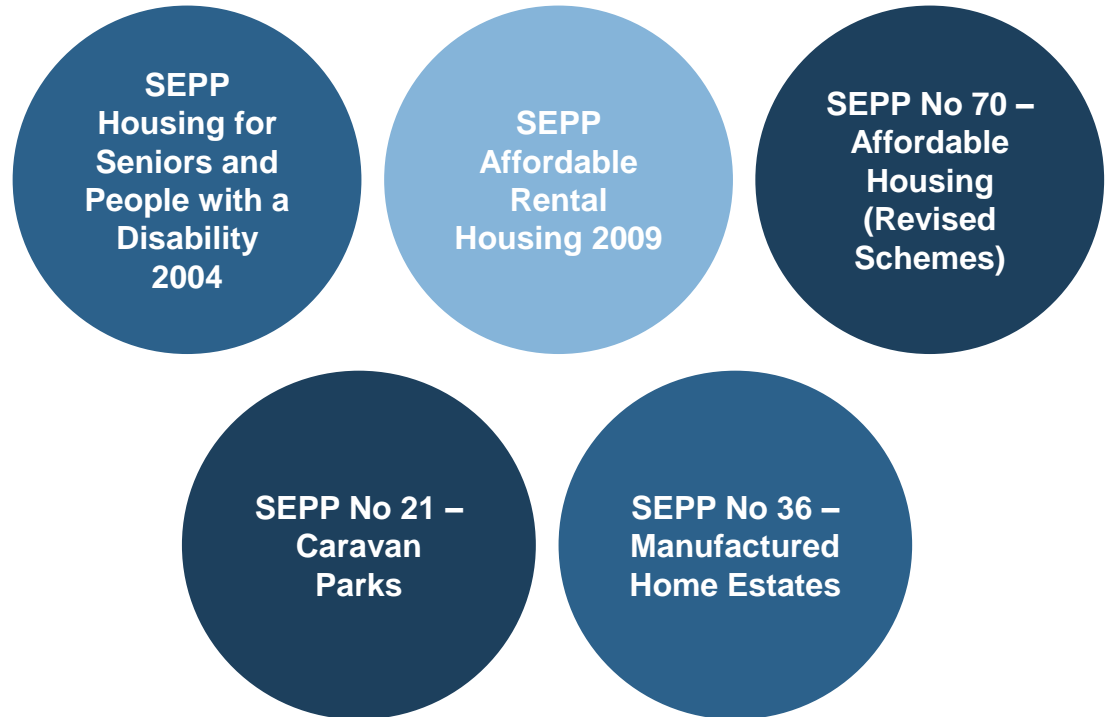 SEPP
Housing for
Seniors and
People with a
Disability
2004
SEPP
Affordable
Rental
Housing 2009
SEPP No 70 –
Affordable
Housing
(Revised
Schemes)
SEPP No 21 –
Caravan
Parks
SEPP No 36 –
Manufactured
Home Estates